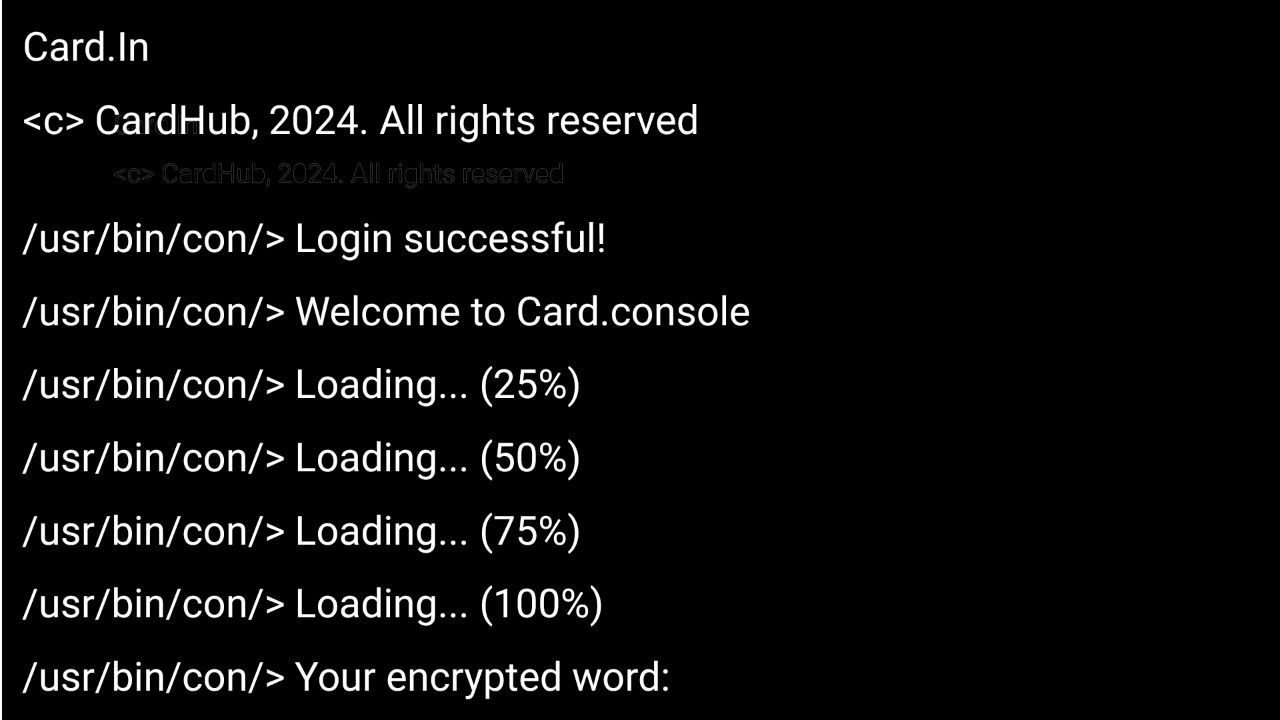 Card.In
<c> CardHub, 2024. All rights reserved
<c> CardHub, 2024. All rights reserved
/usr/bin/con/> Login successful!
/usr/bin/con/> Welcome to Card.console
/usr/bin/con/> Loading... (25%)
/usr/bin/con/> Loading... (50%)
/usr/bin/con/> Loading... (75%)
/usr/bin/con/> Loading... (100%)
/usr/bin/con/> Your encrypted word: